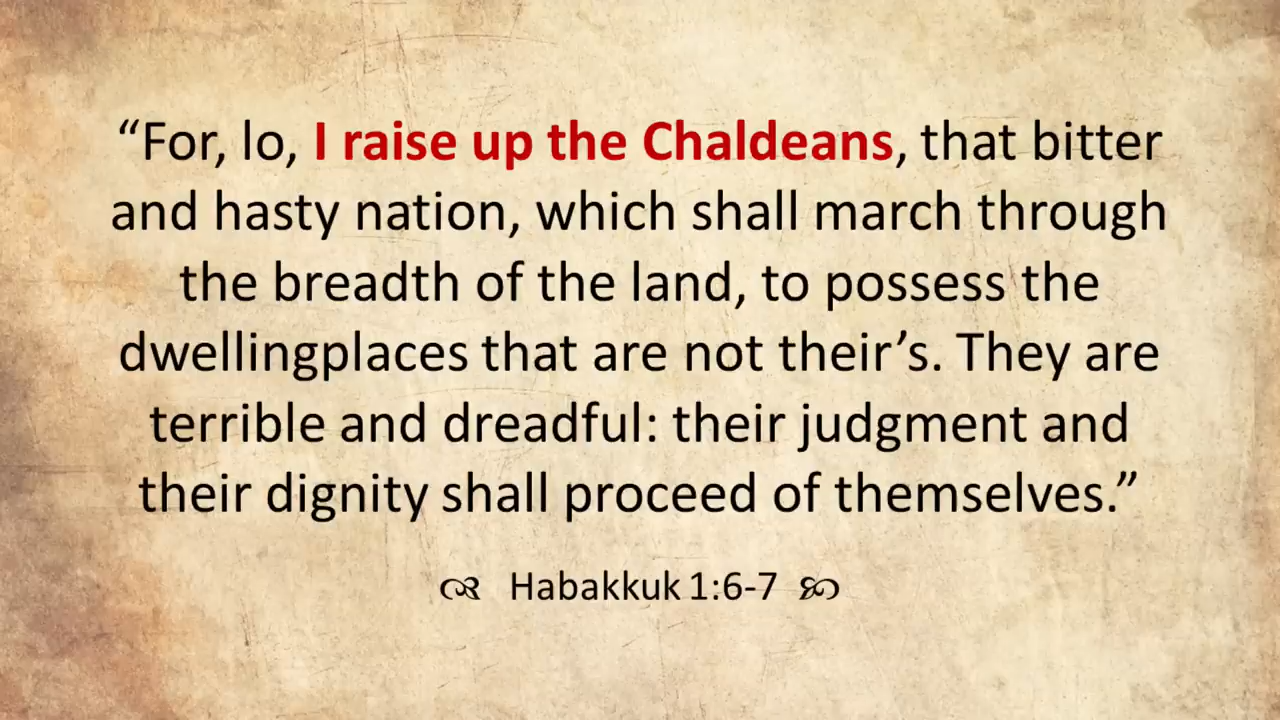 “For, lo, I raise up the Chaldeans, that bitter
and hasty nation, which shall march through
the breadth of the land, to possess the
dwellingplaces that are not their’s. They are
terrible and dreadful: their judgment and
their dignity shall proceed of themselves.”
Habakkuk 1:6-7